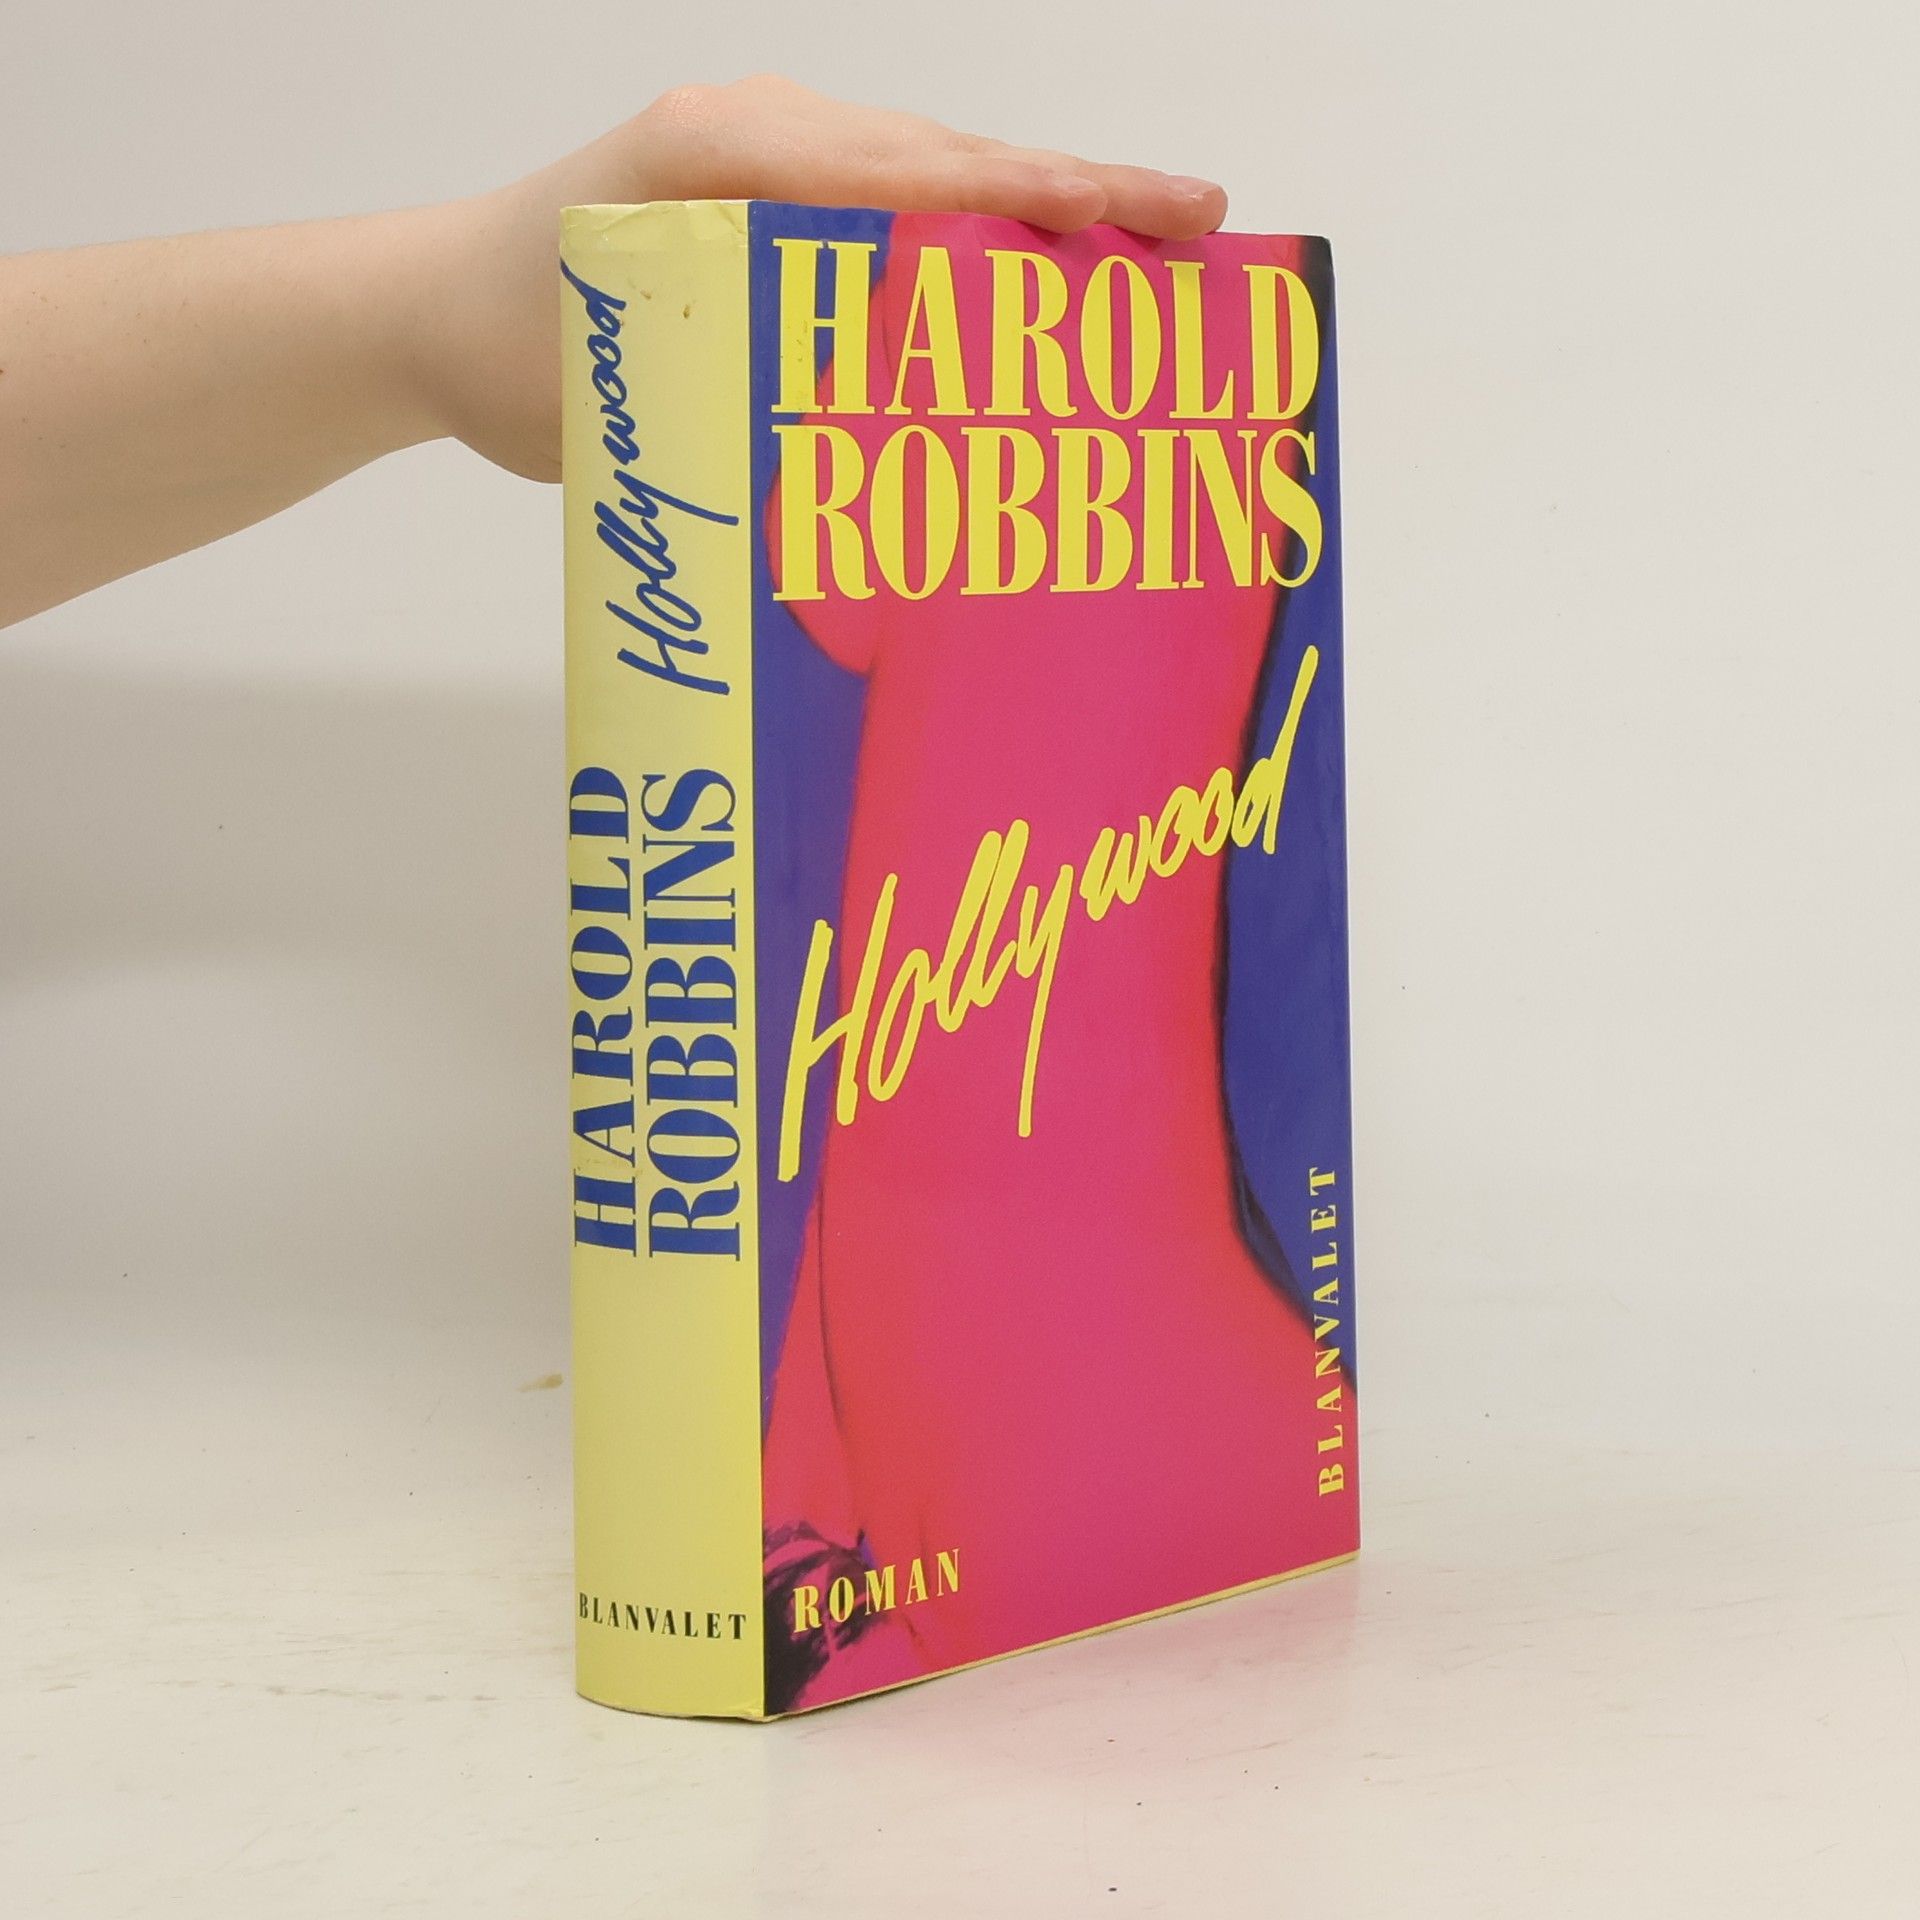 Hollywood
HAROLD
ROBBINS
BLANVALET
HAROLD
ROBBINS
Hollywood
BLANVALET
ROMAN